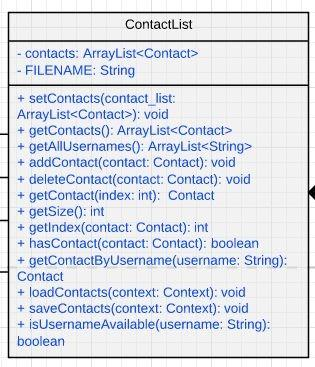 ContactList
- contacts: ArrayList<Contact>
- FILENAME: String
+ setContacts(contact_list:
ArrayList<Contact>): void
+ getContacts(): ArrayList<Contact>
+ getAllUsernames(): ArrayList<String>
+ addContact(contact: Contact): void
+ deleteContact(contact: Contact): void
+ getContact(index: int):  Contact
+ getSize(): int
+ getIndex(contact: Contact): int
+ hasContact(contact: Contact): boolean
+ getContactByUsername(username: String):
Contact
+ loadContacts(context: Context): void
+ saveContacts(context: Context): void
+ isUsernameAvailable(username: String):
boolean